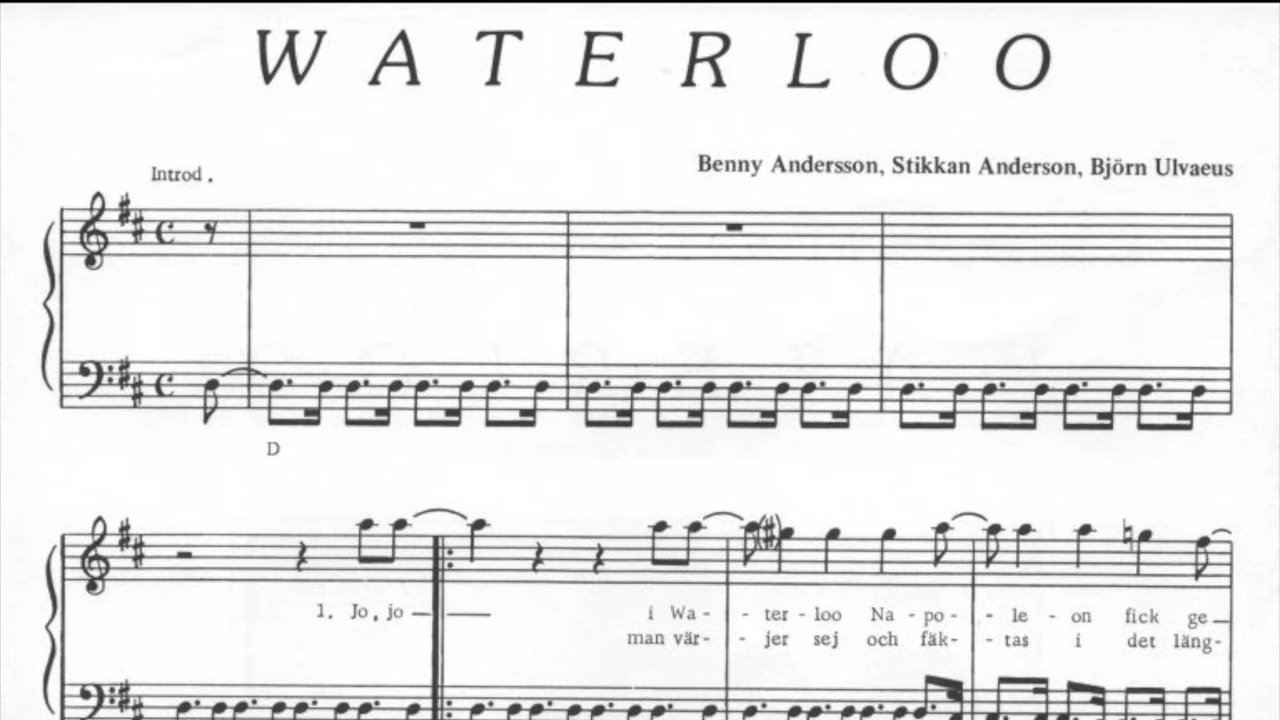 WATERLOO
Benny Andersson, Stikkan Anderson, Björn Ulvaeus
Introd.
D
1. Jo, jo — — i Wa- - ter - loo Na - po - - le - on fick ge —
man vär- - jer sej och fäk- - tas i det läng-